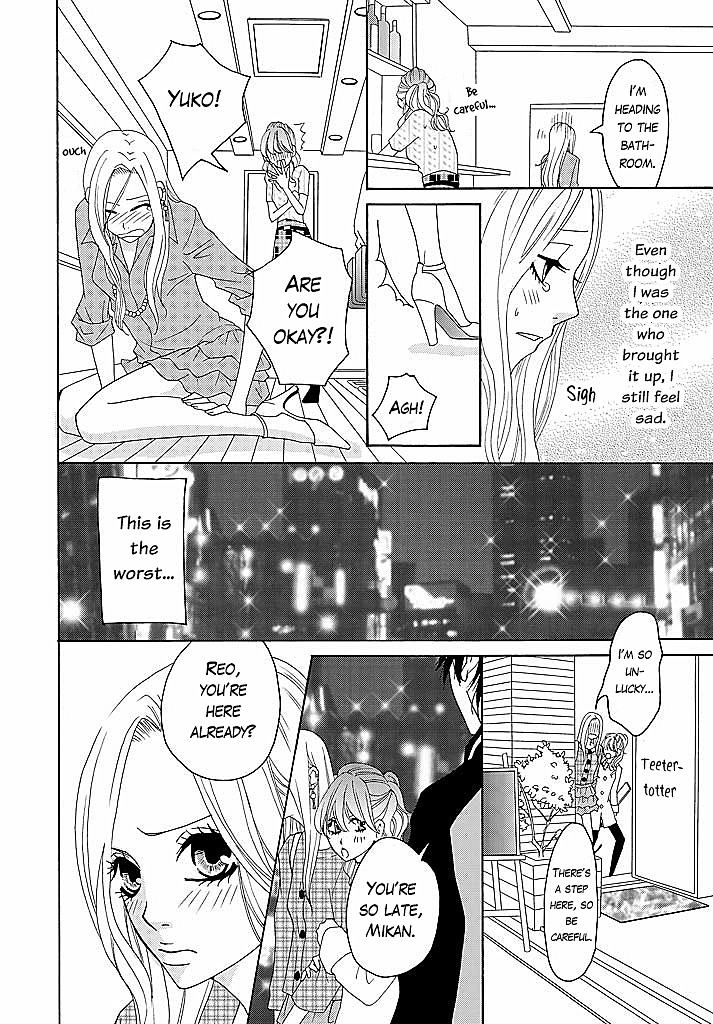 I'M
HEADING
TO THE
BATH-
ROOM.
Be
careful...
Even
though
I was
the one
who
brought
it up, I
still feel
sad.
Sigh
AGH!
YUKO!
OUCH
ARE
YOU
OKAY?!
This is
the
worst...
I'M SO
UN-
LUCKY...
Teeter-
totter
THERE'S
A STEP
HERE, SO
BE
CAREFUL.
YOU'RE
SO LATE,
MIKAN.
REO,
YOU'RE
HERE
ALREADY?